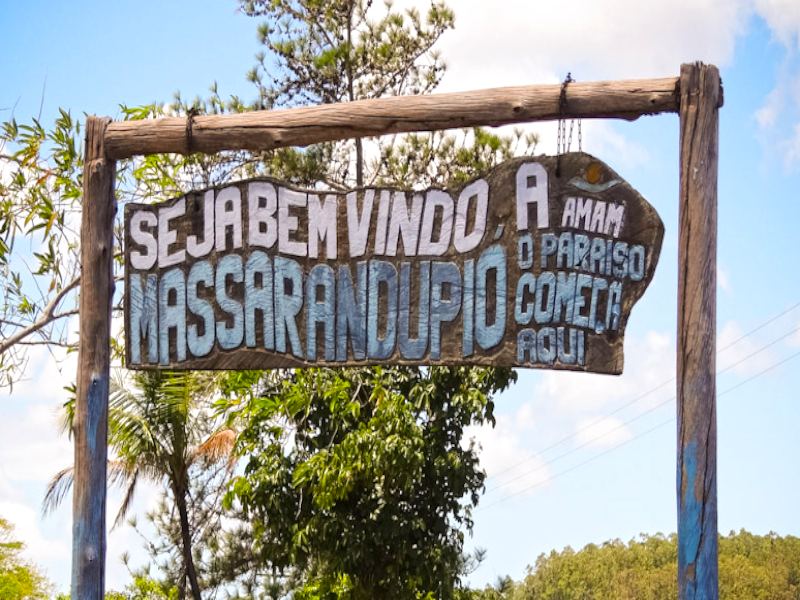 SEJA BEM VINDO A
MASSARANDUPIÓ
AMAM
O PARAISO
COMEÇA
AQUI